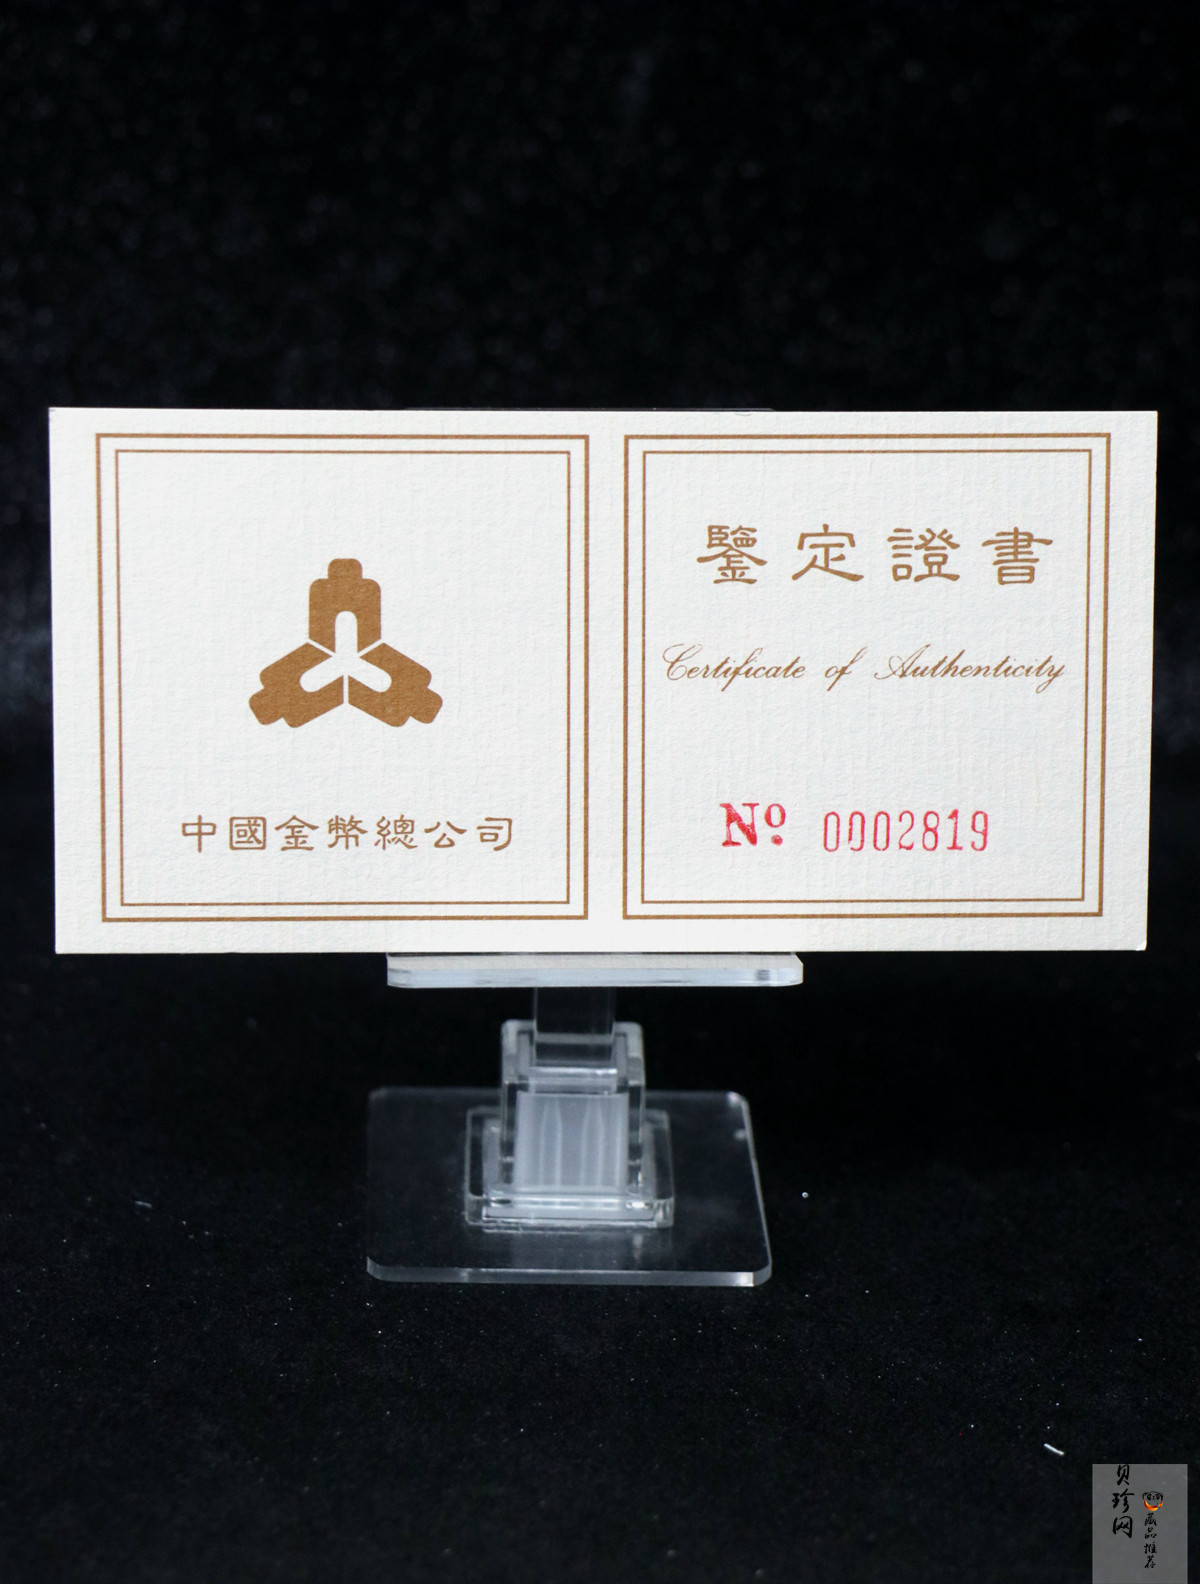 中國金幣總公司
鑒定證書
Certificate of Authenticity
Nº 0002819
贝珍网
藏品推荐